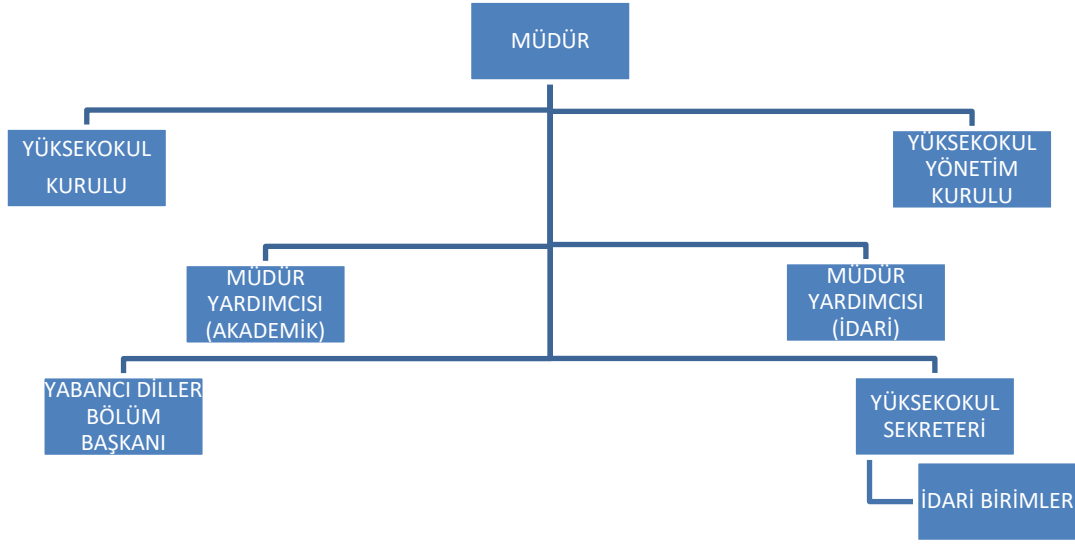 MÜDÜR
YÜKSEKOKUL
KURULU
YÜKSEKOKUL
YÖNETİM
KURULU
MÜDÜR
YARDIMCISI
(AKADEMİK)
MÜDÜR
YARDIMCISI
(İDARİ)
YABANCI DİLLER
BÖLÜM
BAŞKANI
YÜKSEKOKUL
SEKRETERİ
İDARİ BİRİMLER